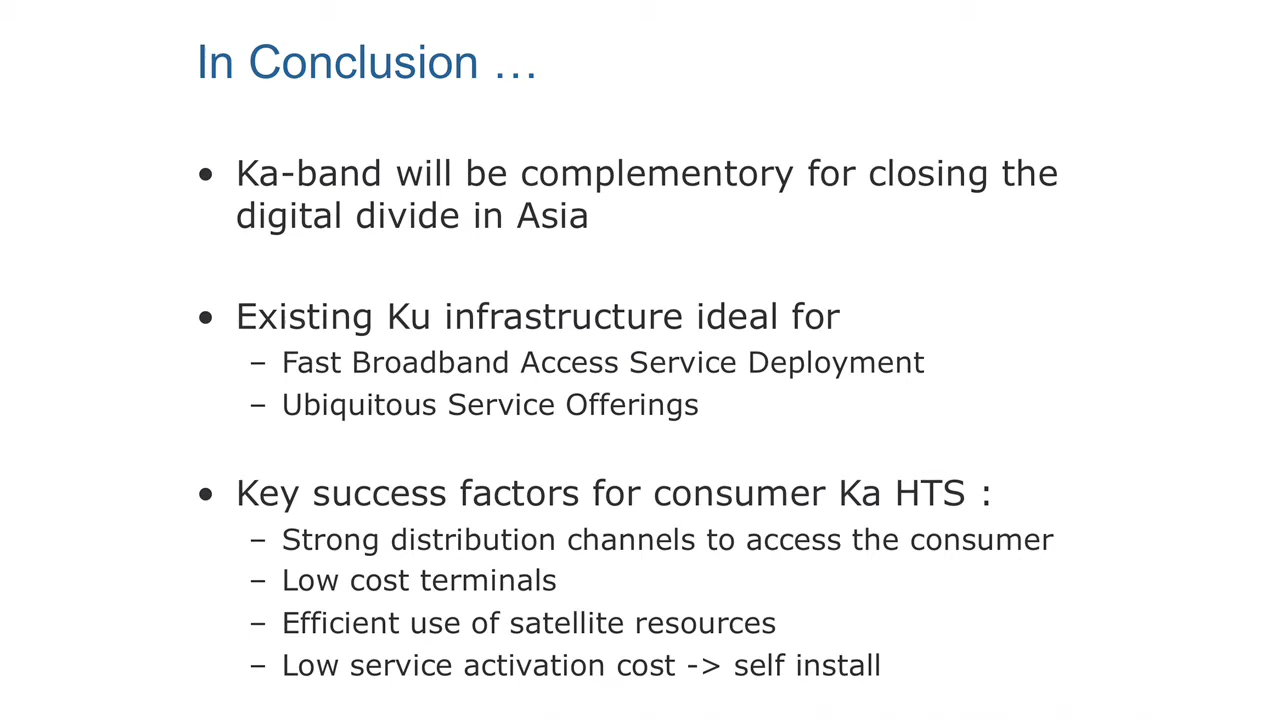 In Conclusion …
• Ka-band will be complementory for closing the
digital divide in Asia
• Existing Ku infrastructure ideal for
– Fast Broadband Access Service Deployment
– Ubiquitous Service Offerings
• Key success factors for consumer Ka HTS :
– Strong distribution channels to access the consumer
– Low cost terminals
– Efficient use of satellite resources
– Low service activation cost -> self install